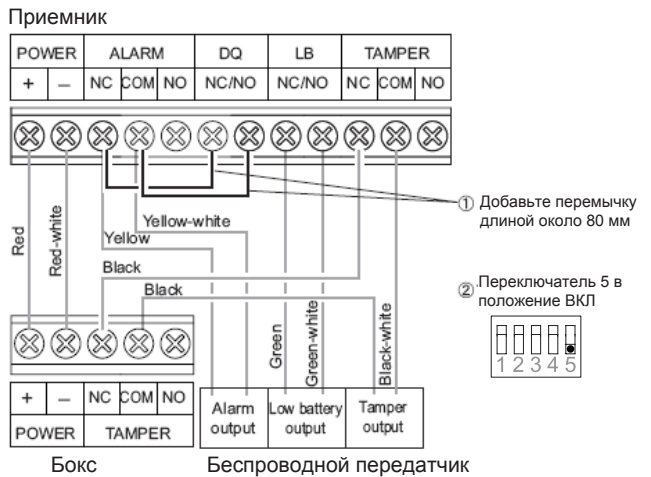 Приемник
POWER ALARM DQ LB TAMPER
+ – NC COM NO NC/NO NC/NO NC COM NO
① Добавьте перемычку
длиной около 80 мм
Yellow-white
Yellow
Red
Red-white
Black
Black
② Переключатель 5 в
положение ВКЛ
Green
Green-white
Black-white
1 2 3 4 5
+ – NC COM NO
POWER TAMPER
Alarm
output
Low battery
output
Tamper
output
Бокс Беспроводной передатчик